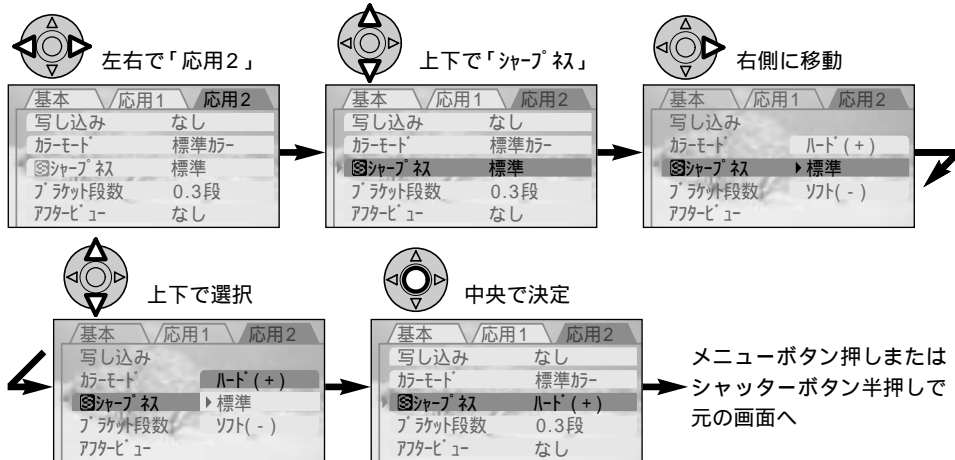 左右で「応用2」
基本 応用1 応用2
写し込み なし
ｶﾗｰﾓｰﾄﾞ 標準ｶﾗｰ
Ⓢｼｬｰﾌﾟﾈｽ 標準
ﾌﾞﾗｹｯﾄ段数 0.3段
ｱﾌﾀｰﾋﾞｭｰ なし
上下で「ｼｬｰﾌﾟﾈｽ」
基本 応用1 応用2
写し込み なし
ｶﾗｰﾓｰﾄﾞ 標準ｶﾗｰ
Ⓢｼｬｰﾌﾟﾈｽ 標準
ﾌﾞﾗｹｯﾄ段数 0.3段
ｱﾌﾀｰﾋﾞｭｰ なし
右側に移動
基本 応用1 応用2
写し込み
ｶﾗｰﾓｰﾄﾞ ﾊｰﾄﾞ(+)
Ⓢｼｬｰﾌﾟﾈｽ 標準
ﾌﾞﾗｹｯﾄ段数 ｿﾌﾄ(-)
ｱﾌﾀｰﾋﾞｭｰ
上下で選択
基本 応用1 応用2
写し込み
ｶﾗｰﾓｰﾄﾞ ﾊｰﾄﾞ(+)
Ⓢｼｬｰﾌﾟﾈｽ 標準
ﾌﾞﾗｹｯﾄ段数 ｿﾌﾄ(-)
ｱﾌﾀｰﾋﾞｭｰ
中央で決定
基本 応用1 応用2
写し込み なし
ｶﾗｰﾓｰﾄﾞ 標準ｶﾗｰ
Ⓢｼｬｰﾌﾟﾈｽ ﾊｰﾄﾞ(+)
ﾌﾞﾗｹｯﾄ段数 0.3段
ｱﾌﾀｰﾋﾞｭｰ なし
メニューボタン押しまたは
シャッターボタン半押しで
元の画面へ